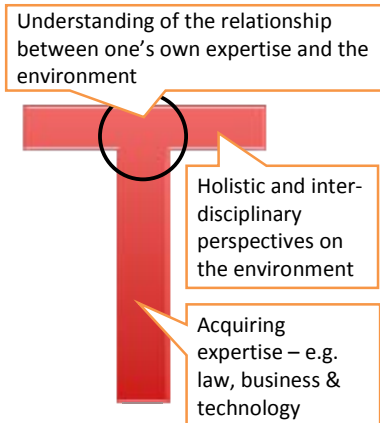 Understanding of the relationship
between one’s own expertise and the
environment
Holistic and inter-
disciplinary
perspectives on
the environment
Acquiring
expertise – e.g.
law, business &
technology